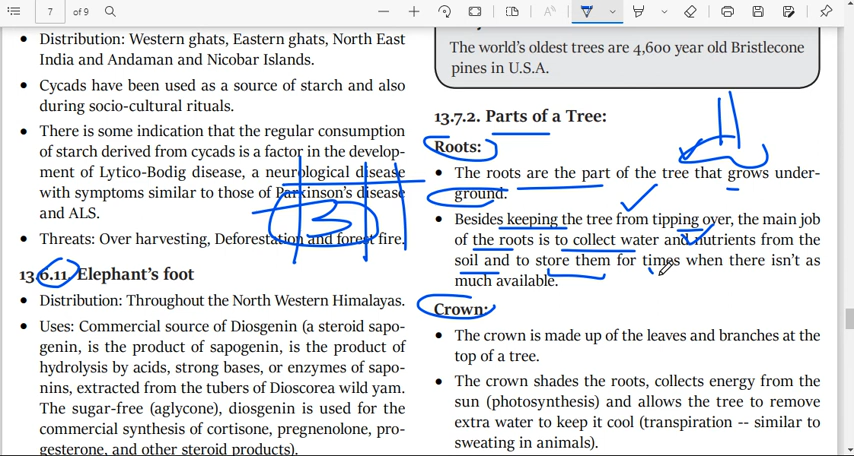 7 of 9
• Distribution: Western ghats, Eastern ghats, North East
India and Andaman and Nicobar Islands.
• Cycads have been used as a source of starch and also
during socio-cultural rituals.
• There is some indication that the regular consumption
of starch derived from cycads is a factor in the develop-
ment of Lytico-Bodig disease, a neurological disease
with symptoms similar to those of Parkinson's disease
and ALS.
• Threats: Over harvesting, Deforestation and forest fire.
13.6.11. Elephant's foot
• Distribution: Throughout the North Western Himalayas.
• Uses: Commercial source of Diosgenin (a steroid sapo-
genin, is the product of sapogenin, is the product of
hydrolysis by acids, strong bases, or enzymes of sapo-
nins, extracted from the tubers of Dioscorea wild yam.
The sugar-free (aglycone), diosgenin is used for the
commercial synthesis of cortisone, pregnenolone, pro-
gesterone, and other steroid products).
The world's oldest trees are 4,600 year old Bristlecone
pines in U.S.A.
13.7.2. Parts of a Tree:
Roots:
• The roots are the part of the tree that grows under-
ground.
• Besides keeping the tree from tipping over, the main job
of the roots is to collect water and nutrients from the
soil and to store them for times when there isn't as
much available.
Crown:
• The crown is made up of the leaves and branches at the
top of a tree.
• The crown shades the roots, collects energy from the
sun (photosynthesis) and allows the tree to remove
extra water to keep it cool (transpiration -- similar to
sweating in animals).